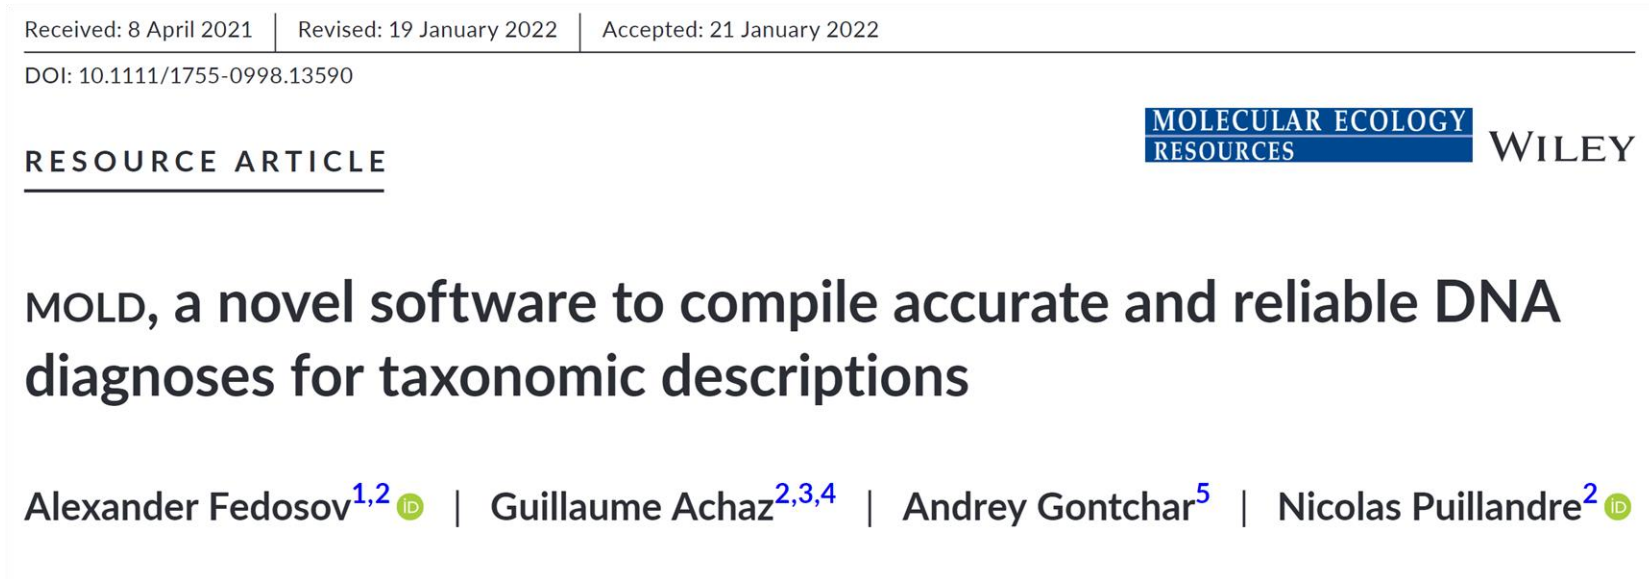 Received: 8 April 2021 | Revised: 19 January 2022 | Accepted: 21 January 2022
DOI: 10.1111/1755-0998.13590
MOLECULAR ECOLOGY
RESOURCES
WILEY
RESOURCE ARTICLE
MOLD, a novel software to compile accurate and reliable DNA
diagnoses for taxonomic descriptions
Alexander Fedosov1,2 iD | Guillaume Achaz2,3,4 | Andrey Gontchar5 | Nicolas Puillandre2 iD